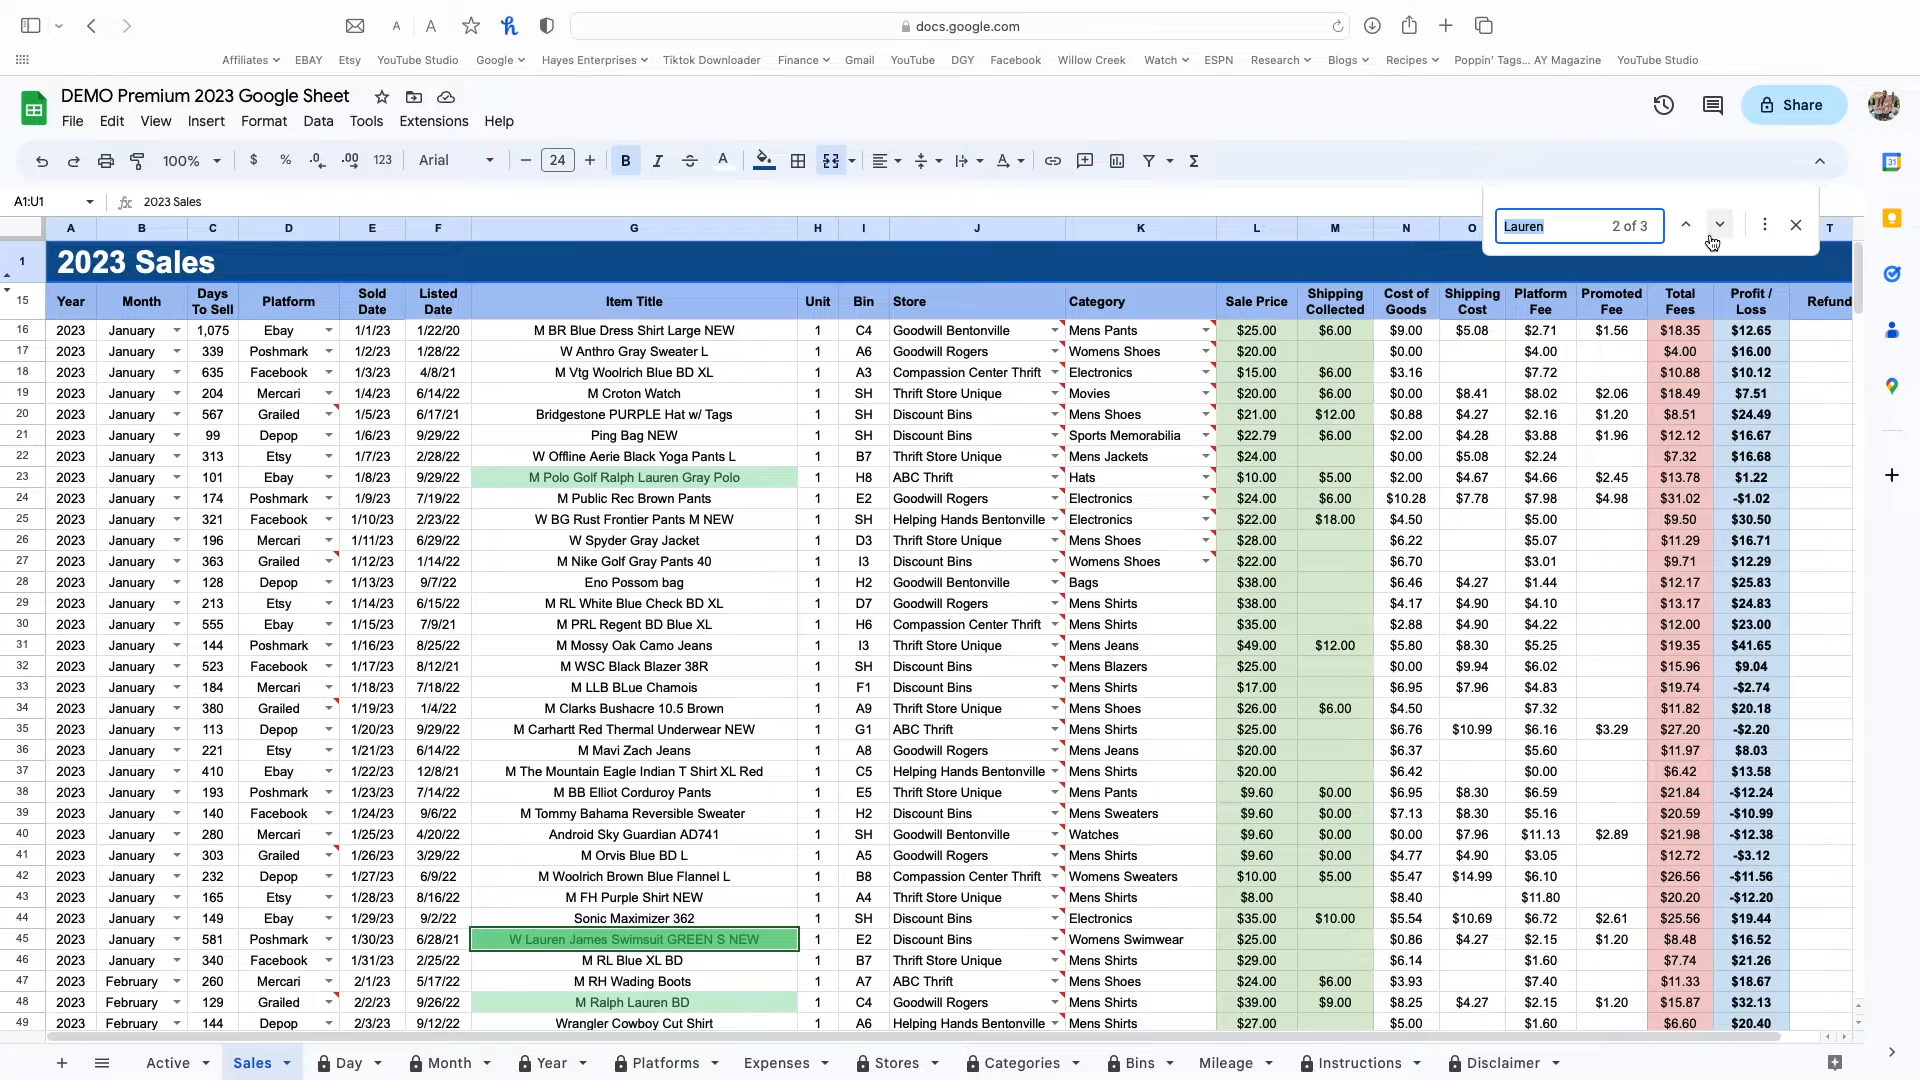 docs.google.com
Affiliates EBAY Etsy YouTube Studio Google Hayes Enterprises Tiktok Downloader Finance Gmail YouTube DGY Facebook Willow Creek Watch ESPN Research Blogs Recipes Poppin' Tags... AY Magazine YouTube Studio
DEMO Premium 2023 Google Sheet
Share
File Edit View Insert Format Data Tools Extensions Help
100% $ % .0 .00 123 Arial 24 B I S A
A1:U1 fx 2023 Sales
Lauren 2 of 3
A B C D E F G H I J K L M N O T
1 2023 Sales
15 Year Month Days To Sell Platform Sold Date Listed Date Item Title Unit Bin Store Category Sale Price Shipping Collected Cost of Goods Shipping Cost Platform Fee Promoted Fee Total Fees Profit / Loss Refund
16 2023 January 1,075 Ebay 1/1/23 1/22/20 M BR Blue Dress Shirt Large NEW 1 C4 Goodwill Bentonville Mens Pants $25.00 $6.00 $9.00 $5.08 $2.71 $1.56 $18.35 $12.65
17 2023 January 339 Poshmark 1/2/23 1/28/22 W Anthro Gray Sweater L 1 A6 Goodwill Rogers Womens Shoes $20.00 $0.00 $4.00 $4.00 $16.00
18 2023 January 635 Facebook 1/3/23 4/8/21 M Vtg Woolrich Blue BD XL 1 A3 Compassion Center Thrift Electronics $15.00 $6.00 $3.16 $7.72 $10.88 $10.12
19 2023 January 204 Mercari 1/4/23 6/14/22 M Croton Watch 1 SH Thrift Store Unique Movies $20.00 $6.00 $0.00 $8.41 $8.02 $2.06 $18.49 $7.51
20 2023 January 567 Grailed 1/5/23 6/17/21 Bridgestone PURPLE Hat w/ Tags 1 SH Discount Bins Mens Shoes $21.00 $12.00 $0.88 $4.27 $2.16 $1.20 $8.51 $24.49
21 2023 January 99 Depop 1/6/23 9/29/22 Ping Bag NEW 1 SH Discount Bins Sports Memorabilia $22.79 $6.00 $2.00 $4.28 $3.88 $1.96 $12.12 $16.67
22 2023 January 313 Etsy 1/7/23 2/28/22 W Offline Aerie Black Yoga Pants L 1 B7 Thrift Store Unique Mens Jackets $24.00 $0.00 $5.08 $2.24 $7.32 $16.68
23 2023 January 101 Ebay 1/8/23 9/29/22 M Polo Golf Ralph Lauren Gray Polo 1 H8 ABC Thrift Hats $10.00 $5.00 $2.00 $4.67 $4.66 $2.45 $13.78 $1.22
24 2023 January 174 Poshmark 1/9/23 7/19/22 M Public Rec Brown Pants 1 E2 Goodwill Rogers Electronics $24.00 $6.00 $10.28 $7.78 $7.98 $4.98 $31.02 -$1.02
25 2023 January 321 Facebook 1/10/23 2/23/22 W BG Rust Frontier Pants M NEW 1 SH Helping Hands Bentonville Electronics $22.00 $18.00 $4.50 $5.00 $9.50 $30.50
26 2023 January 196 Mercari 1/11/23 6/29/22 W Spyder Gray Jacket 1 D3 Thrift Store Unique Mens Shoes $28.00 $6.22 $5.07 $11.29 $16.71
27 2023 January 363 Grailed 1/12/23 1/14/22 M Nike Golf Gray Pants 40 1 I3 Discount Bins Womens Shoes $22.00 $6.70 $3.01 $9.71 $12.29
28 2023 January 128 Depop 1/13/23 9/7/22 Eno Possom bag 1 H2 Goodwill Bentonville Bags $38.00 $6.46 $4.27 $1.44 $12.17 $25.83
29 2023 January 213 Etsy 1/14/23 6/15/22 M RL White Blue Check BD XL 1 D7 Goodwill Rogers Mens Shirts $38.00 $4.17 $4.90 $4.10 $13.17 $24.83
30 2023 January 555 Ebay 1/15/23 7/9/21 M PRL Regent BD Blue XL 1 H6 Compassion Center Thrift Mens Shirts $35.00 $2.88 $4.90 $4.22 $12.00 $23.00
31 2023 January 144 Poshmark 1/16/23 8/25/22 M Mossy Oak Camo Jeans 1 I3 Thrift Store Unique Mens Jeans $49.00 $12.00 $5.80 $8.30 $5.25 $19.35 $41.65
32 2023 January 523 Facebook 1/17/23 8/12/21 M WSC Black Blazer 38R 1 SH Discount Bins Mens Blazers $25.00 $0.00 $9.94 $6.02 $15.96 $9.04
33 2023 January 184 Mercari 1/18/23 7/18/22 M LLB BLue Chamois 1 F1 Discount Bins Mens Shirts $17.00 $6.95 $7.96 $4.83 $19.74 -$2.74
34 2023 January 380 Grailed 1/19/23 1/4/22 M Clarks Bushacre 10.5 Brown 1 A9 Thrift Store Unique Mens Shoes $26.00 $6.00 $4.50 $7.32 $11.82 $20.18
35 2023 January 113 Depop 1/20/23 9/29/22 M Carhartt Red Thermal Underwear NEW 1 G1 ABC Thrift Mens Shirts $25.00 $6.76 $10.99 $6.16 $3.29 $27.20 -$2.20
36 2023 January 221 Etsy 1/21/23 6/14/22 M Mavi Zach Jeans 1 A8 Goodwill Rogers Mens Jeans $20.00 $6.37 $5.60 $11.97 $8.03
37 2023 January 410 Ebay 1/22/23 12/8/21 M The Mountain Eagle Indian T Shirt XL Red 1 C5 Helping Hands Bentonville Mens Shirts $20.00 $6.42 $0.00 $6.42 $13.58
38 2023 January 193 Poshmark 1/23/23 7/14/22 M BB Elliot Corduroy Pants 1 E5 Thrift Store Unique Mens Pants $9.60 $0.00 $6.95 $8.30 $6.59 $21.84 -$12.24
39 2023 January 140 Facebook 1/24/23 9/6/22 M Tommy Bahama Reversible Sweater 1 H2 Discount Bins Mens Sweaters $9.60 $0.00 $7.13 $8.30 $5.16 $20.59 -$10.99
40 2023 January 280 Mercari 1/25/23 4/20/22 Android Sky Guardian AD741 1 SH Goodwill Bentonville Watches $9.60 $0.00 $0.00 $7.96 $11.13 $2.89 $21.98 -$12.38
41 2023 January 303 Grailed 1/26/23 3/29/22 M Orvis Blue BD L 1 A5 Goodwill Rogers Mens Shirts $9.60 $0.00 $4.77 $4.90 $3.05 $12.72 -$3.12
42 2023 January 232 Depop 1/27/23 6/9/22 M Woolrich Brown Blue Flannel L 1 B8 Compassion Center Thrift Womens Sweaters $10.00 $5.00 $5.47 $14.99 $6.10 $26.56 -$11.56
43 2023 January 165 Etsy 1/28/23 8/16/22 M FH Purple Shirt NEW 1 A4 Thrift Store Unique Mens Shirts $8.00 $8.40 $11.80 $20.20 -$12.20
44 2023 January 149 Ebay 1/29/23 9/2/22 Sonic Maximizer 362 1 SH Discount Bins Electronics $35.00 $10.00 $5.54 $10.69 $6.72 $2.61 $25.56 $19.44
45 2023 January 581 Poshmark 1/30/23 6/28/21 W Lauren James Swimsuit GREEN S NEW 1 E2 Discount Bins Womens Swimwear $25.00 $0.86 $4.27 $2.15 $1.20 $8.48 $16.52
46 2023 January 340 Facebook 1/31/23 2/25/22 M RL Blue XL BD 1 B7 Thrift Store Unique Mens Shirts $29.00 $6.14 $1.60 $7.74 $21.26
47 2023 February 260 Mercari 2/1/23 5/17/22 M RH Wading Boots 1 A7 ABC Thrift Mens Shoes $24.00 $6.00 $3.93 $7.40 $11.33 $18.67
48 2023 February 129 Grailed 2/2/23 9/26/22 M Ralph Lauren BD 1 C4 Goodwill Rogers Mens Shirts $39.00 $9.00 $8.25 $4.27 $2.15 $1.20 $15.87 $32.13
49 2023 February 144 Depop 2/3/23 9/12/22 Wrangler Cowboy Cut Shirt 1 A6 Helping Hands Bentonville Mens Shirts $27.00 $5.00 $1.60 $6.60 $20.40
Active Sales Day Month Year Platforms Expenses Stores Categories Bins Mileage Instructions Disclaimer